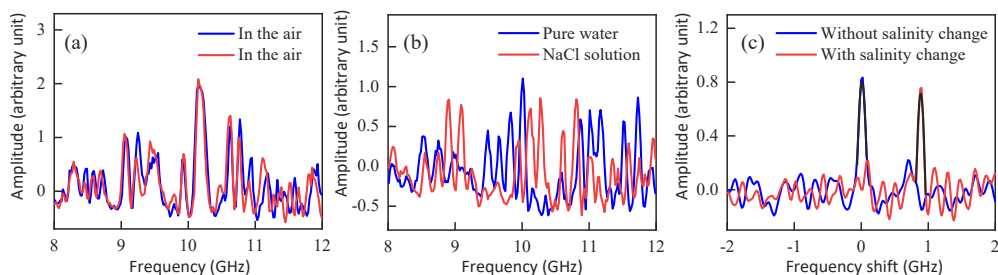 (a)
In the air
In the air
Amplitude (arbitrary unit)
3
2
1
0
8
9
10
11
12
Frequency (GHz)
(b)
Pure water
NaCl solution
Amplitude (arbitrary unit)
1.5
1.0
0.5
0.0
-0.5
8
9
10
11
12
Frequency (GHz)
(c)
Without salinity change
With salinity change
Amplitude (arbitrary unit)
1.2
0.8
0.4
0.0
-2
-1
0
1
2
Frequency shift (GHz)